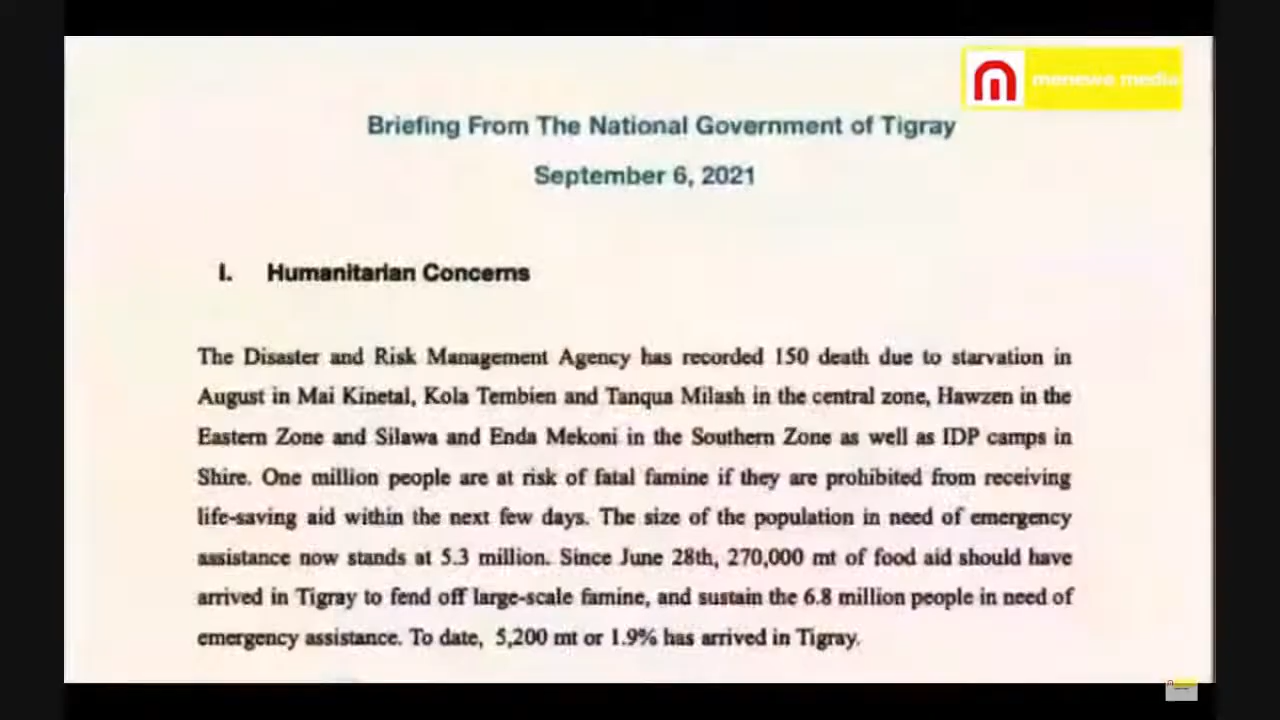 menewe media
Briefing From The National Government of Tigray
September 6, 2021
I. Humanitarian Concerns
The Disaster and Risk Management Agency has recorded 150 death due to starvation in
August in Mai Kinetal, Kola Tembien and Tanqua Milash in the central zone, Hawzen in the
Eastern Zone and Silawa and Enda Mekoni in the Southern Zone as well as IDP camps in
Shire. One million people are at risk of fatal famine if they are prohibited from receiving
life-saving aid within the next few days. The size of the population in need of emergency
assistance now stands at 5.3 million. Since June 28th, 270,000 mt of food aid should have
arrived in Tigray to fend off large-scale famine, and sustain the 6.8 million people in need of
emergency assistance. To date, 5,200 mt or 1.9% has arrived in Tigray.